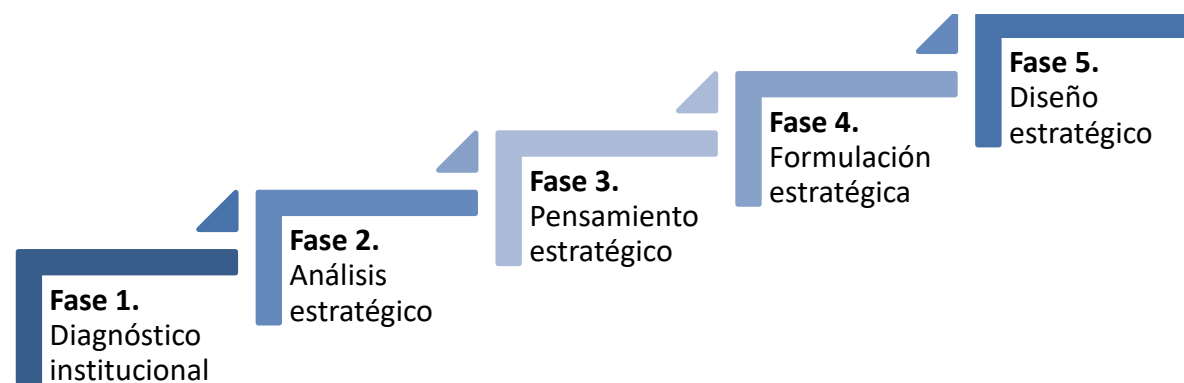 Fase 1.
Diagnóstico
institucional
Fase 2.
Análisis
estratégico
Fase 3.
Pensamiento
estratégico
Fase 4.
Formulación
estratégica
Fase 5.
Diseño
estratégico